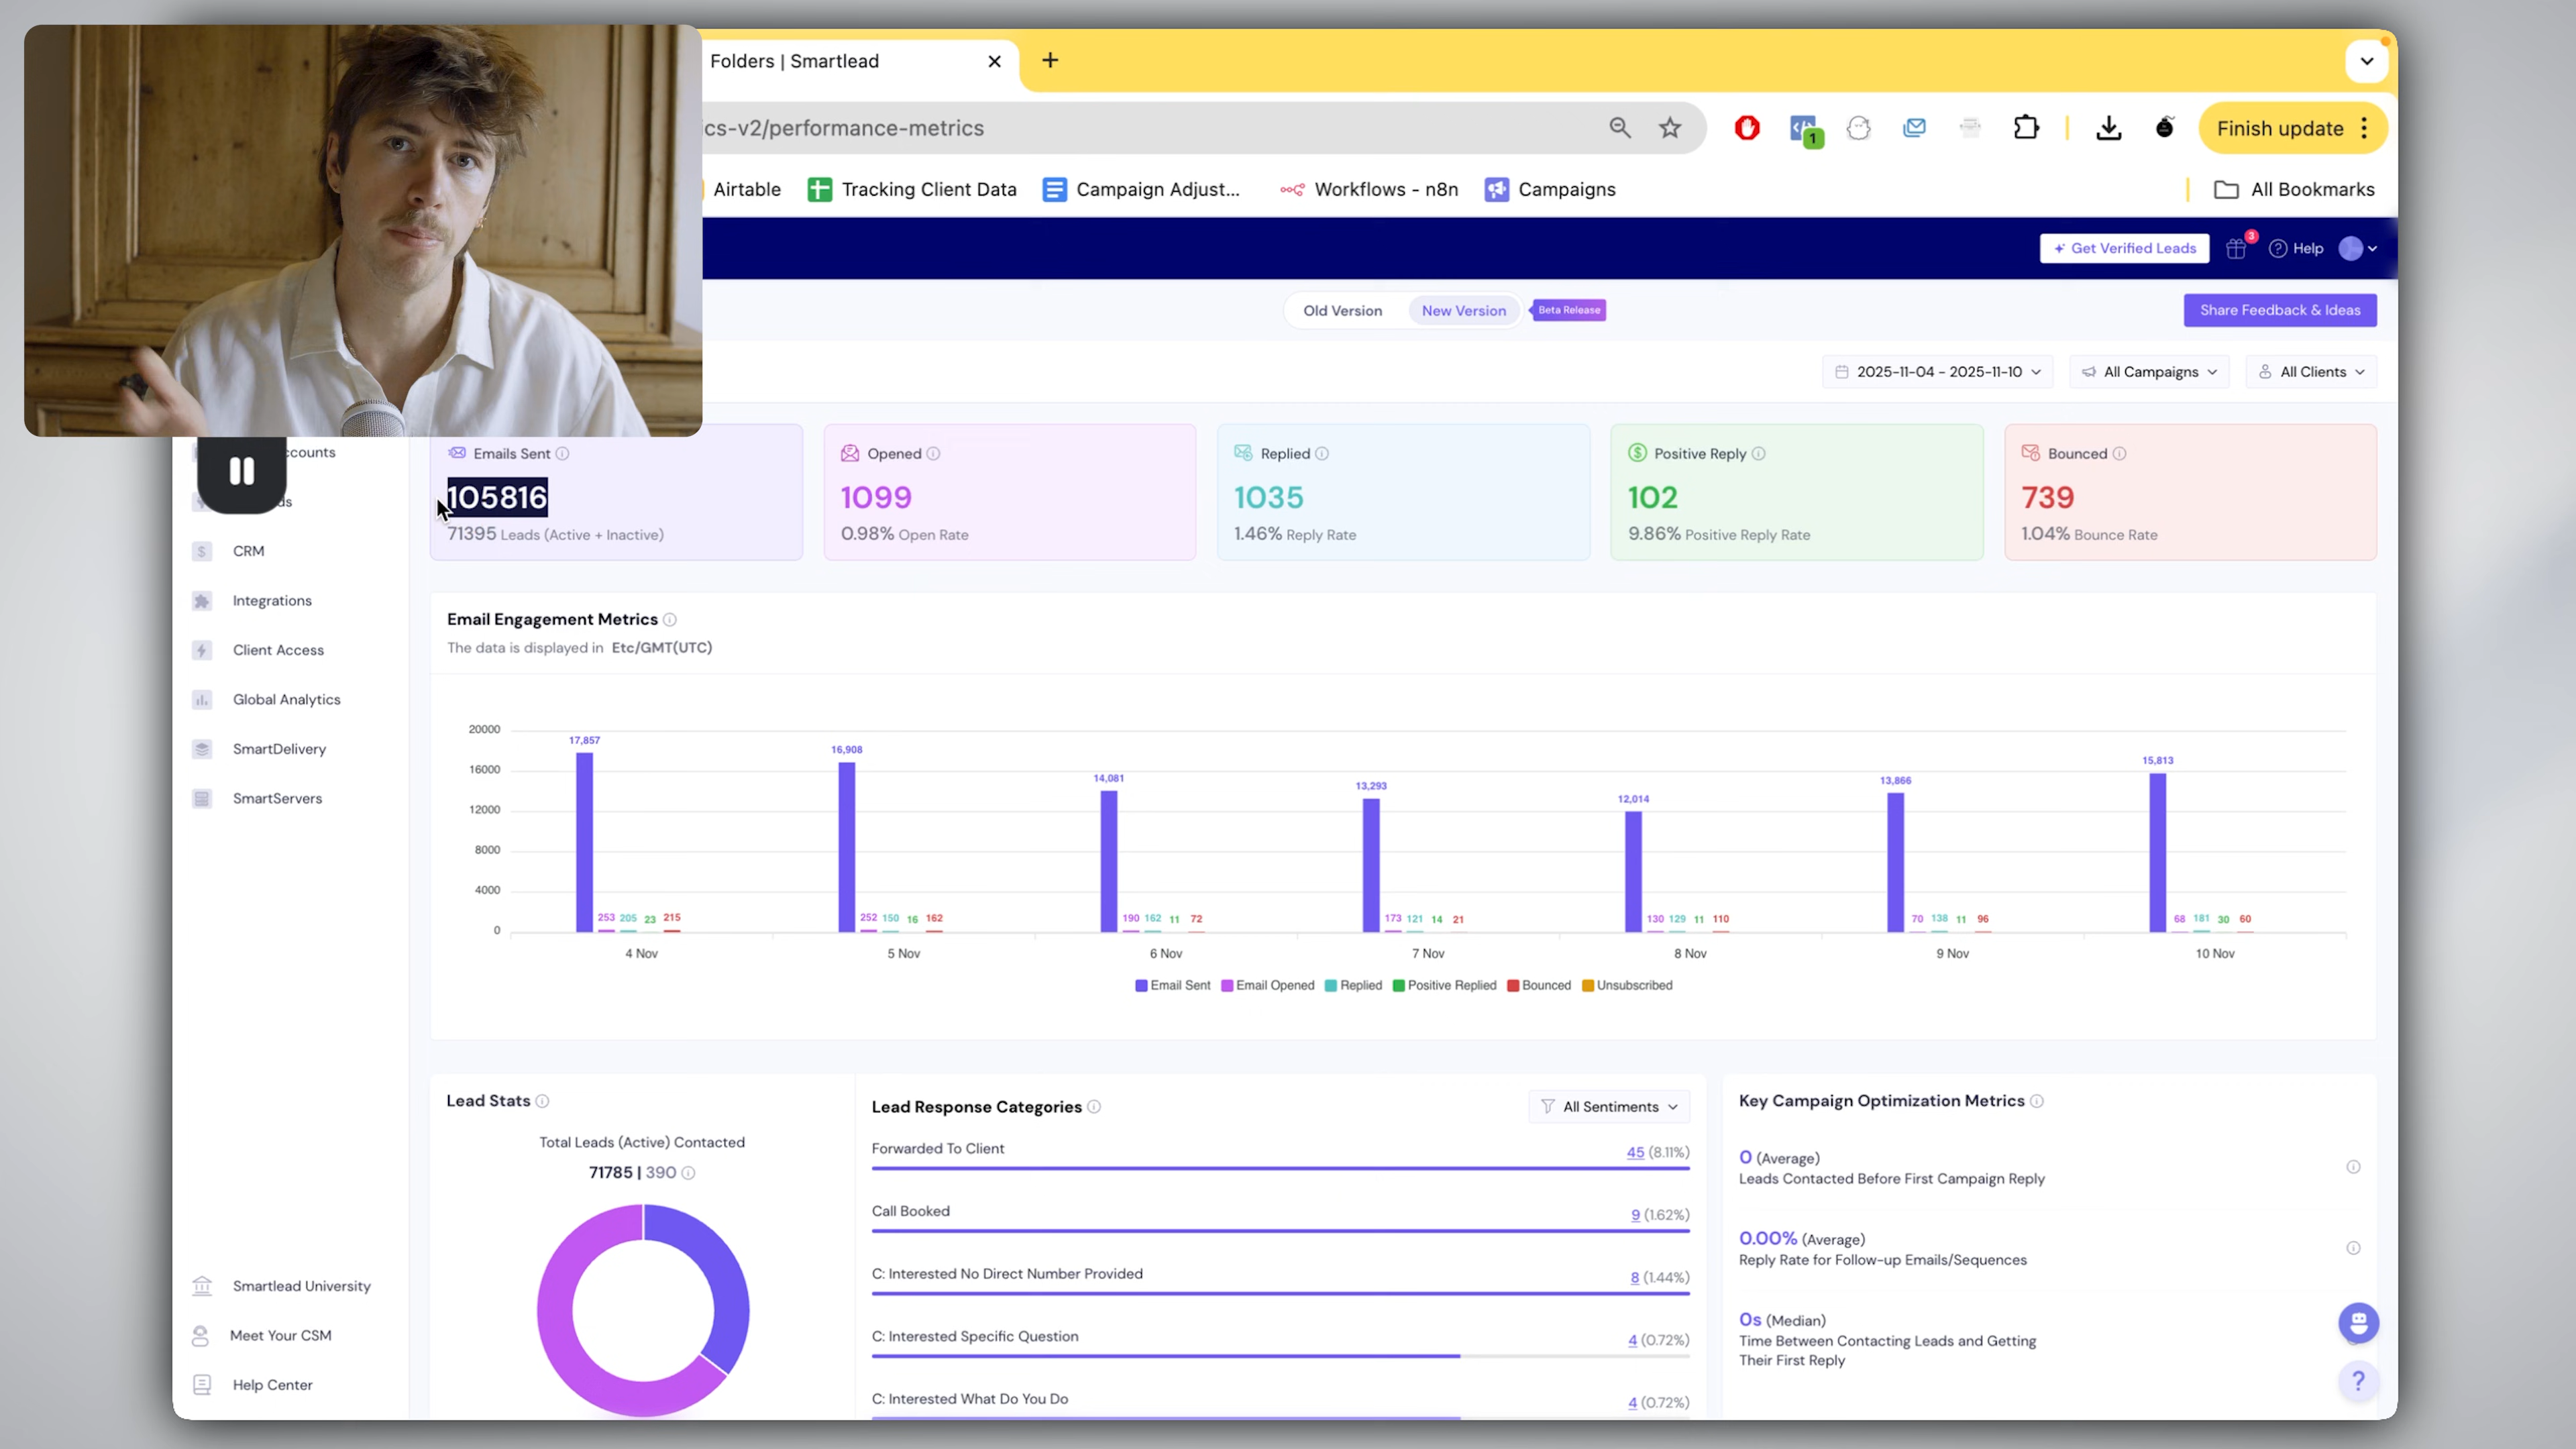 Folders | Smartlead
ics-v2/performance-metrics
1
Finish update
Airtable
Tracking Client Data
Campaign Adjust...
Workflows - n8n
Campaigns
All Bookmarks
Get Verified Leads
3
Help
Old Version
New Version
Beta Release
Share Feedback & Ideas
2025-11-04 - 2025-11-10
All Campaigns
All Clients
CRM
Integrations
Client Access
Global Analytics
SmartDelivery
SmartServers
Smartlead University
Meet Your CSM
Help Center
Emails Sent
105816
71395 Leads (Active + Inactive)
Opened
1099
0.98% Open Rate
Replied
1035
1.46% Reply Rate
Positive Reply
102
9.86% Positive Reply Rate
Bounced
739
1.04% Bounce Rate
Email Engagement Metrics
The data is displayed in Etc/GMT(UTC)
20000
16000
12000
8000
4000
0
17,857
253 205 23 215
16,908
252 150 16 162
14,081
190 162 11 72
13,293
173 121 14 21
12,014
130 129 11 110
13,866
70 138 11 96
15,813
68 181 30 60
4 Nov
5 Nov
6 Nov
7 Nov
8 Nov
9 Nov
10 Nov
Email Sent
Email Opened
Replied
Positive Replied
Bounced
Unsubscribed
Lead Stats
Total Leads (Active) Contacted
71785 | 390
Lead Response Categories
All Sentiments
Forwarded To Client
45 (8.11%)
Call Booked
9 (1.62%)
C: Interested No Direct Number Provided
8 (1.44%)
C: Interested Specific Question
4 (0.72%)
C: Interested What Do You Do
4 (0.72%)
Key Campaign Optimization Metrics
0 (Average)
Leads Contacted Before First Campaign Reply
0.00% (Average)
Reply Rate for Follow-up Emails/Sequences
0s (Median)
Time Between Contacting Leads and Getting
Their First Reply
?